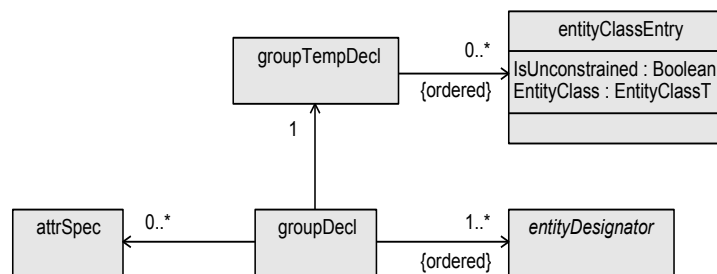 entityClassEntry
0..*
groupTempDecl
IsUnconstrained : Boolean
EntityClass : EntityClassT
{ordered}
1
0..*
1..*
attrSpec
groupDecl
entityDesignator
{ordered}